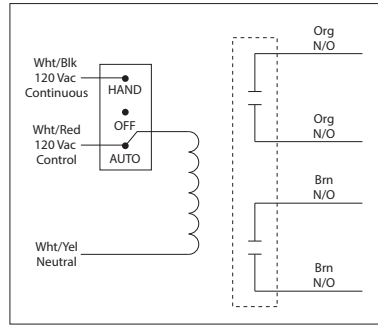 Wht/Blk
120 Vac
Continuous
HAND
OFF
Wht/Red
120 Vac
Control
AUTO
Wht/Yel
Neutral
Org
N/O
Org
N/O
Brn
N/O
Brn
N/O